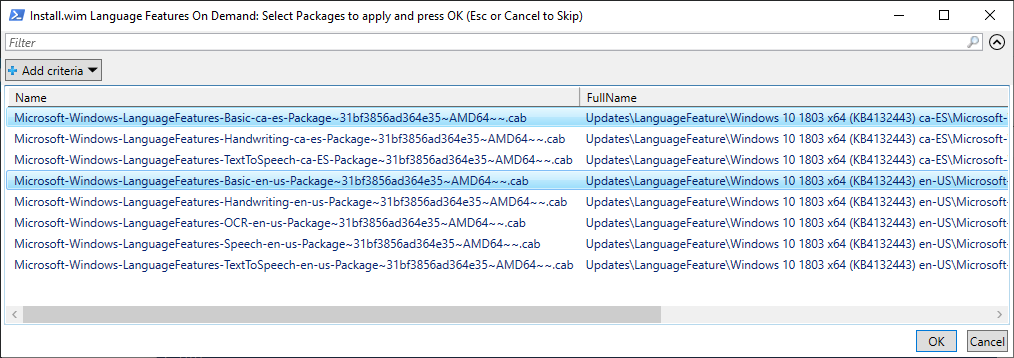 Install.wim Language Features On Demand: Select Packages to apply and press OK (Esc or Cancel to Skip)
Filter
Add criteria
Name FullName
Microsoft-Windows-LanguageFeatures-Basic-ca-es-Package~31bf3856ad364e35~AMD64~~.cab Updates\LanguageFeature\Windows 10 1803 x64 (KB4132443) ca-ES\Microsoft-
Microsoft-Windows-LanguageFeatures-Handwriting-ca-es-Package~31bf3856ad364e35~AMD64~~.cab Updates\LanguageFeature\Windows 10 1803 x64 (KB4132443) ca-ES\Microsoft-
Microsoft-Windows-LanguageFeatures-TextToSpeech-ca-ES-Package~31bf3856ad364e35~AMD64~~.cab Updates\LanguageFeature\Windows 10 1803 x64 (KB4132443) ca-ES\Microsoft-
Microsoft-Windows-LanguageFeatures-Basic-en-us-Package~31bf3856ad364e35~AMD64~~.cab Updates\LanguageFeature\Windows 10 1803 x64 (KB4132443) en-US\Microsoft-
Microsoft-Windows-LanguageFeatures-Handwriting-en-us-Package~31bf3856ad364e35~AMD64~~.cab Updates\LanguageFeature\Windows 10 1803 x64 (KB4132443) en-US\Microsoft-
Microsoft-Windows-LanguageFeatures-OCR-en-us-Package~31bf3856ad364e35~AMD64~~.cab Updates\LanguageFeature\Windows 10 1803 x64 (KB4132443) en-US\Microsoft-
Microsoft-Windows-LanguageFeatures-Speech-en-us-Package~31bf3856ad364e35~AMD64~~.cab Updates\LanguageFeature\Windows 10 1803 x64 (KB4132443) en-US\Microsoft-
Microsoft-Windows-LanguageFeatures-TextToSpeech-en-us-Package~31bf3856ad364e35~AMD64~~.cab Updates\LanguageFeature\Windows 10 1803 x64 (KB4132443) en-US\Microsoft-
OK Cancel